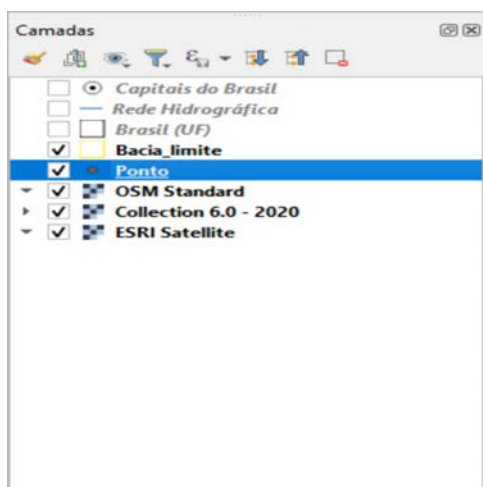 Camadas
Capitais do Brasil
Rede Hidrográfica
Brasil (UF)
Bacia_limite
Ponto
OSM Standard
Collection 6.0 - 2020
ESRI Satellite